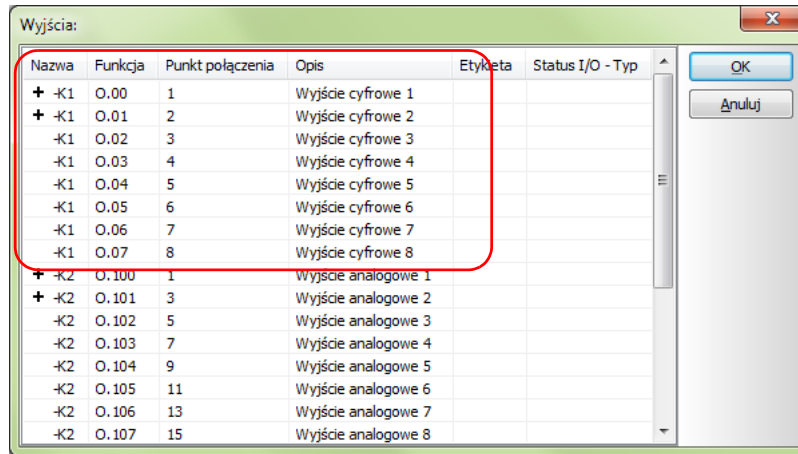 Wyjścia:
Nazwa Funkcja Punkt połączenia Opis Etykieta Status I/O - Typ
+ -K1 O.00 1 Wyjście cyfrowe 1
+ -K1 O.01 2 Wyjście cyfrowe 2
-K1 O.02 3 Wyjście cyfrowe 3
-K1 O.03 4 Wyjście cyfrowe 4
-K1 O.04 5 Wyjście cyfrowe 5
-K1 O.05 6 Wyjście cyfrowe 6
-K1 O.06 7 Wyjście cyfrowe 7
-K1 O.07 8 Wyjście cyfrowe 8
+ -K2 O.100 1 Wyjście analogowe 1
+ -K2 O.101 3 Wyjście analogowe 2
-K2 O.102 5 Wyjście analogowe 3
-K2 O.103 7 Wyjście analogowe 4
-K2 O.104 9 Wyjście analogowe 5
-K2 O.105 11 Wyjście analogowe 6
-K2 O.106 13 Wyjście analogowe 7
-K2 O.107 15 Wyjście analogowe 8
OK
Anuluj